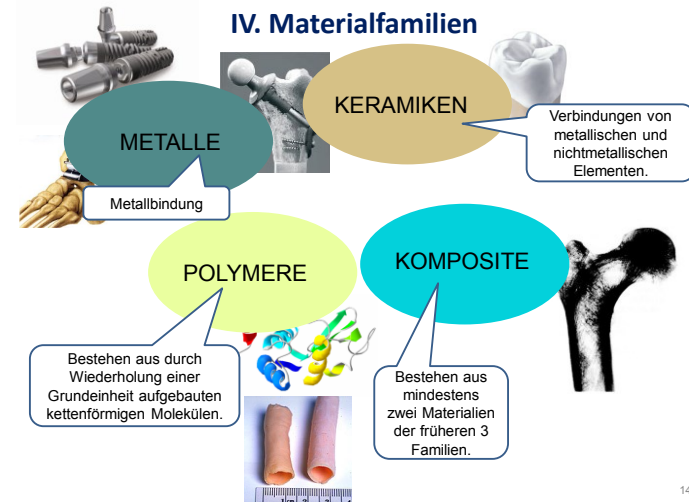 IV. Materialfamilien
KERAMIKEN
METALLE
Verbindungen von
metallischen und
nichtmetallischen
Elementen.
Metallbindung
POLYMERE
KOMPOSITE
Bestehen aus durch
Wiederholung einer
Grundeinheit aufgebauten
kettenförmigen Molekülen.
Bestehen aus
mindestens
zwei Materialien
der früheren 3
Familien.
14